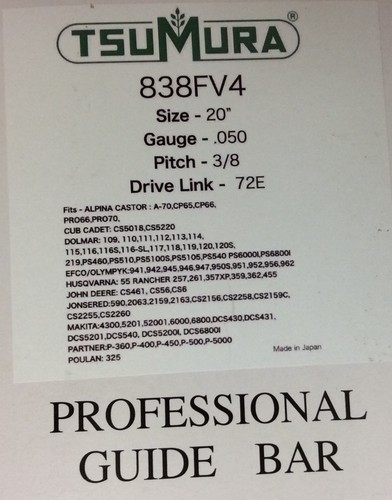 TSUMURA®
838FV4
Size - 20"
Gauge - .050
Pitch - 3/8
Drive Link - 72E
Fits - ALPINA CASTOR : A-70,CP65,CP66,
PRO66,PRO70,
CUB CADET: CS5018,CS5220
DOLMAR: 109, 110,111,112,113,114,
115,116,116S,116-SL,117,118,119,120,120S,
219,PS460,PS510,PS5100S,PS5105,PS540 PS6000I,PS6800I
EFCO/OLYMPYK:941,942,945,946,947,950S,951,952,956,962
HUSQVARNA: 55 RANCHER 257,261,357XP,359,362,455
JOHN DEERE: CS461, CS56,CS6
JONSERED:590,2063,2159,2163,CS2156,CS2258,CS2159C,
CS2255,CS2260
MAKITA:4300,5201,52001,6000,6800,DCS430,DCS431,
DCS5201,DCS540, DCS5200I, DCS6800I
PARTNER:P-360,P-400,P-450,P-500,P-5000
POULAN: 325
Made in Japan
PROFESSIONAL
GUIDE BAR